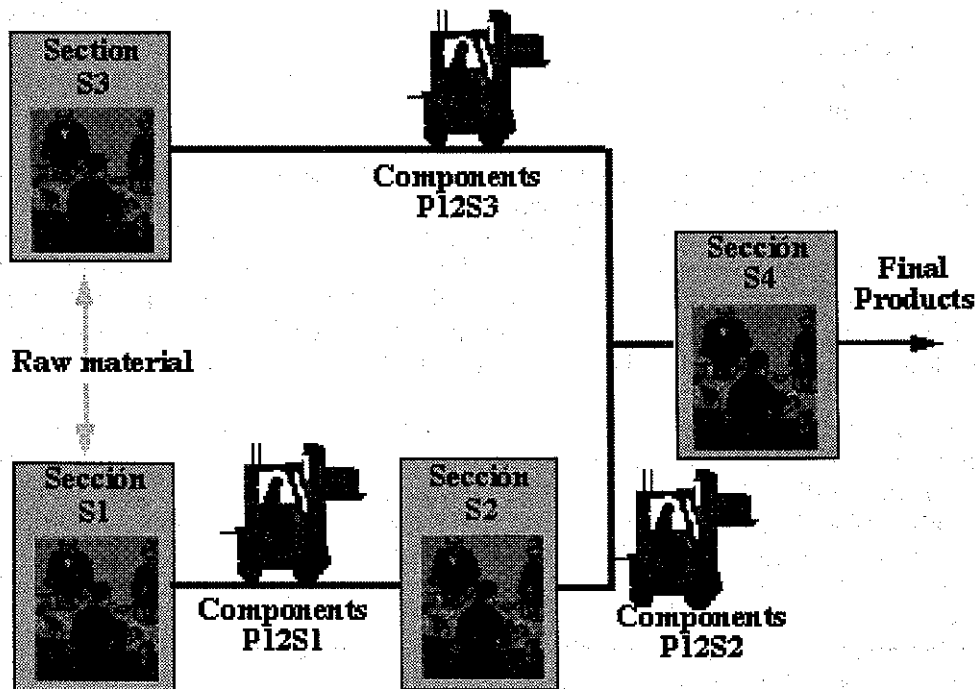 Section
S3
Components
P12S3
Sección
S4
Final
Products
Raw material
Sección
S1
Components
P12S1
Sección
S2
Components
P12S2